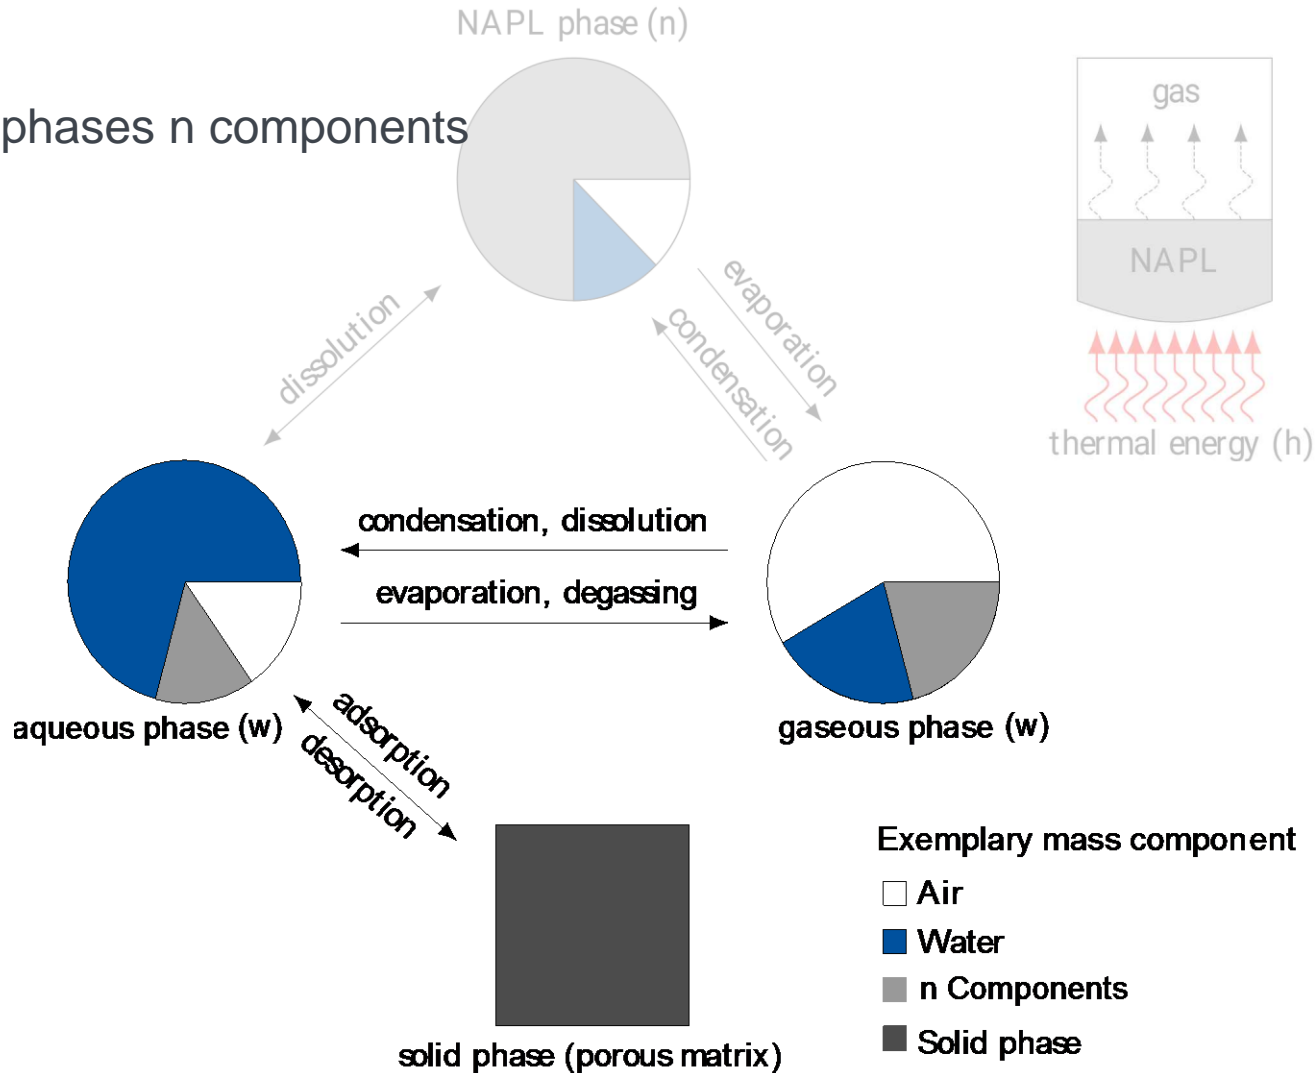 NAPL phase (n)
phases n components
gas
NAPL
thermal energy (h)
dissolution
evaporation
condensation
condensation, dissolution
evaporation, degassing
aqueous phase (w)
gaseous phase (w)
adsorption
desorption
solid phase (porous matrix)
Exemplary mass component
Air
Water
n Components
Solid phase